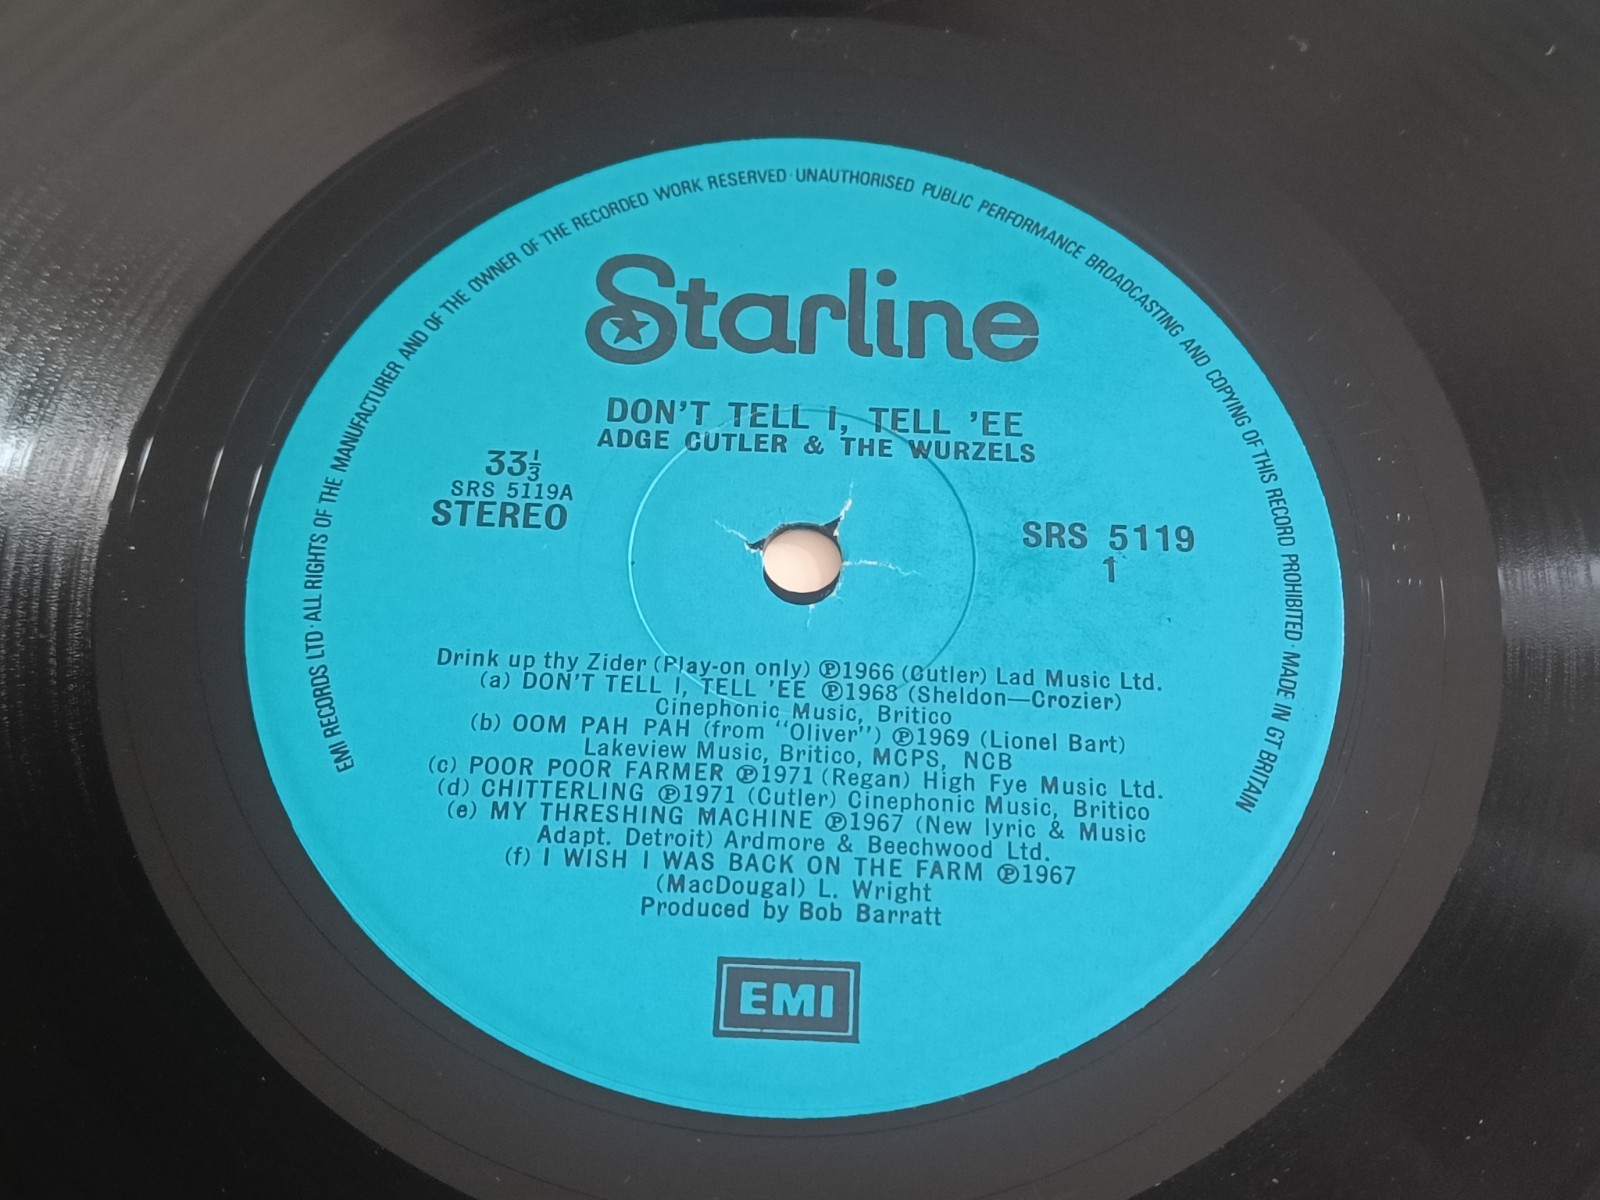 EMI RECORDS LTD · ALL RIGHTS OF THE MANUFACTURER AND OF THE OWNER OF THE RECORDED WORK RESERVED · UNAUTHORISED PUBLIC PERFORMANCE BROADCASTING AND COPYING OF THIS RECORD PROHIBITED · MADE IN GT BRITAIN
Starline
DON'T TELL I, TELL 'EE
ADGE CUTLER & THE WURZELS
33⅓
SRS 5119A
STEREO
SRS 5119
1
Drink up thy Zider (Play-on only) ℗1966 (Cutler) Lad Music Ltd.
(a) DON'T TELL I, TELL 'EE ℗1968 (Sheldon—Crozier)
Cinephonic Music, Britico
(b) OOM PAH PAH (from "Oliver") ℗1969 (Lionel Bart)
Lakeview Music, Britico, MCPS, NCB
(c) POOR POOR FARMER ℗1971 (Regan) High Fye Music Ltd.
(d) CHITTERLING ℗1971 (Cutler) Cinephonic Music, Britico
(e) MY THRESHING MACHINE ℗1967 (New lyric & Music
Adapt. Detroit) Ardmore & Beechwood Ltd.
(f) I WISH I WAS BACK ON THE FARM ℗1967
(MacDougal) L. Wright
Produced by Bob Barratt
EMI